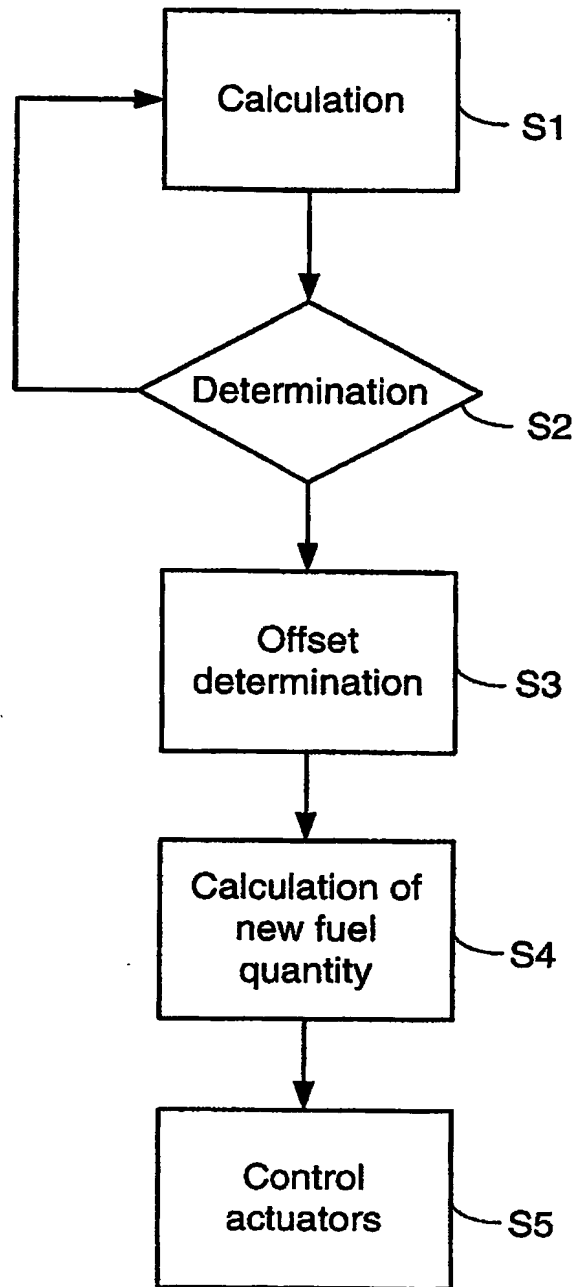 Calculation
S1
Determination
S2
Offset
determination
S3
Calculation of
new fuel
quantity
S4
Control
actuators
S5